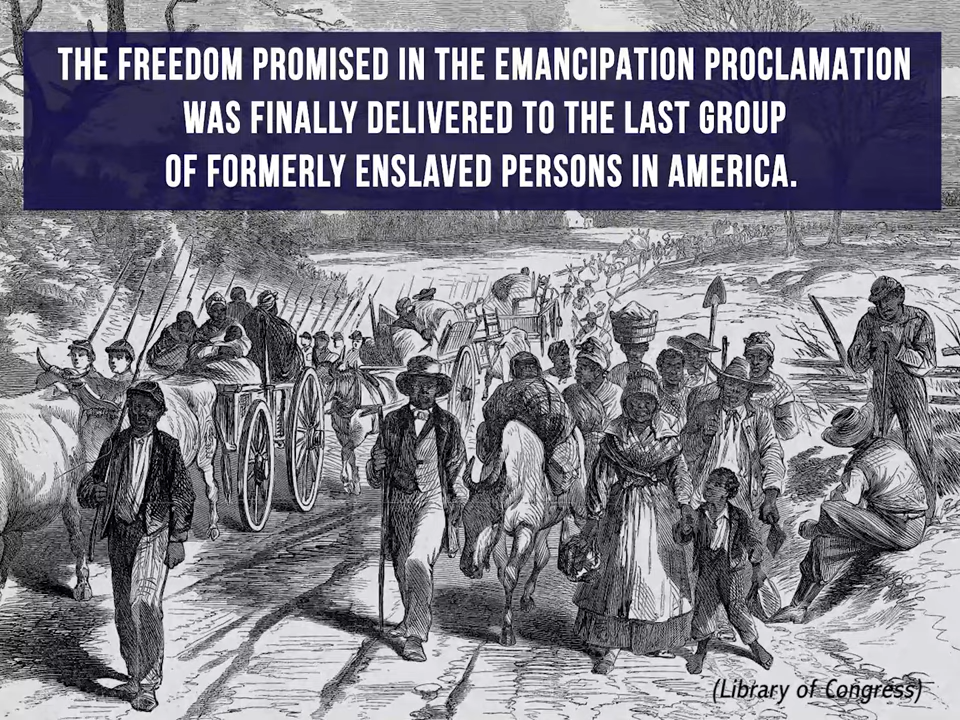 THE FREEDOM PROMISED IN THE EMANCIPATION PROCLAMATION
WAS FINALLY DELIVERED TO THE LAST GROUP
OF FORMERLY ENSLAVED PERSONS IN AMERICA.
(Library of Congress)